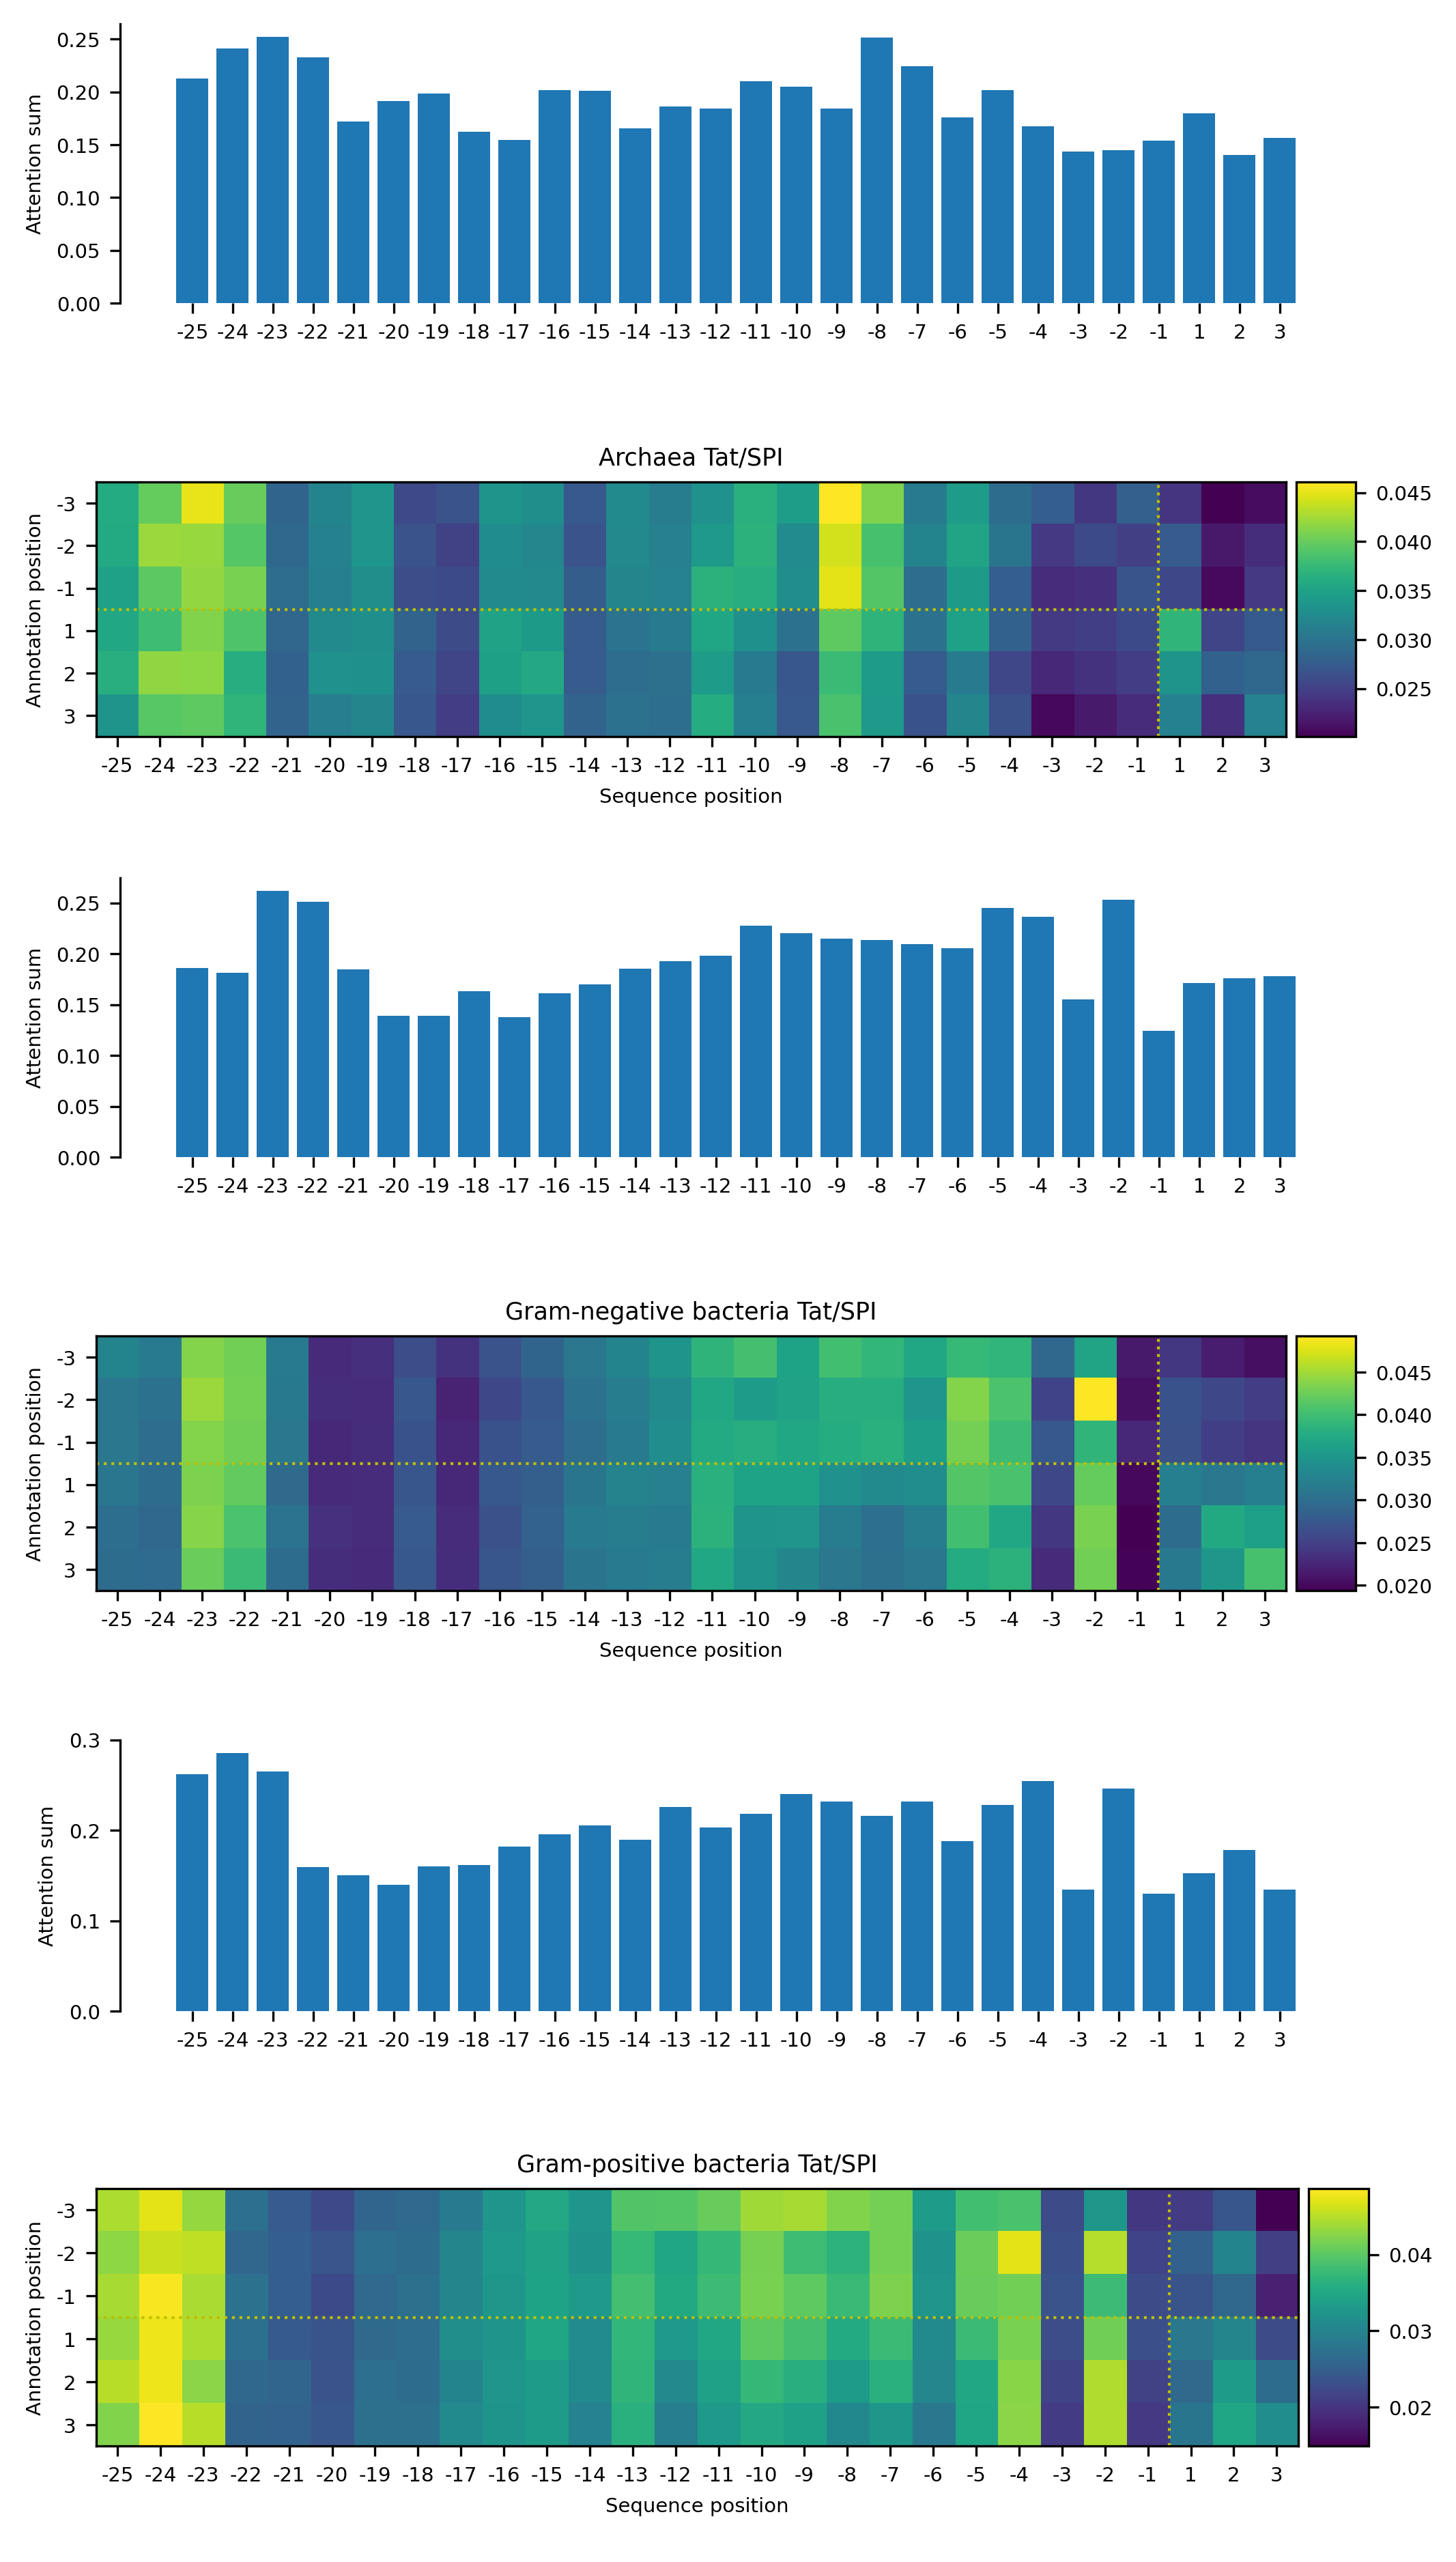 0.25
0.20
0.15
0.10
0.05
0.00
Attention sum
-25 -24 -23 -22 -21 -20 -19 -18 -17 -16 -15 -14 -13 -12 -11 -10 -9 -8 -7 -6 -5 -4 -3 -2 -1 1 2 3
Archaea Tat/SPI
Annotation position
-3
-2
-1
1
2
3
0.045
0.040
0.035
0.030
0.025
-25 -24 -23 -22 -21 -20 -19 -18 -17 -16 -15 -14 -13 -12 -11 -10 -9 -8 -7 -6 -5 -4 -3 -2 -1 1 2 3
Sequence position
0.25
0.20
0.15
0.10
0.05
0.00
Attention sum
-25 -24 -23 -22 -21 -20 -19 -18 -17 -16 -15 -14 -13 -12 -11 -10 -9 -8 -7 -6 -5 -4 -3 -2 -1 1 2 3
Gram-negative bacteria Tat/SPI
Annotation position
-3
-2
-1
1
2
3
0.045
0.040
0.035
0.030
0.025
0.020
-25 -24 -23 -22 -21 -20 -19 -18 -17 -16 -15 -14 -13 -12 -11 -10 -9 -8 -7 -6 -5 -4 -3 -2 -1 1 2 3
Sequence position
0.3
0.2
0.1
0.0
Attention sum
-25 -24 -23 -22 -21 -20 -19 -18 -17 -16 -15 -14 -13 -12 -11 -10 -9 -8 -7 -6 -5 -4 -3 -2 -1 1 2 3
Gram-positive bacteria Tat/SPI
Annotation position
-3
-2
-1
1
2
3
0.04
0.03
0.02
-25 -24 -23 -22 -21 -20 -19 -18 -17 -16 -15 -14 -13 -12 -11 -10 -9 -8 -7 -6 -5 -4 -3 -2 -1 1 2 3
Sequence position